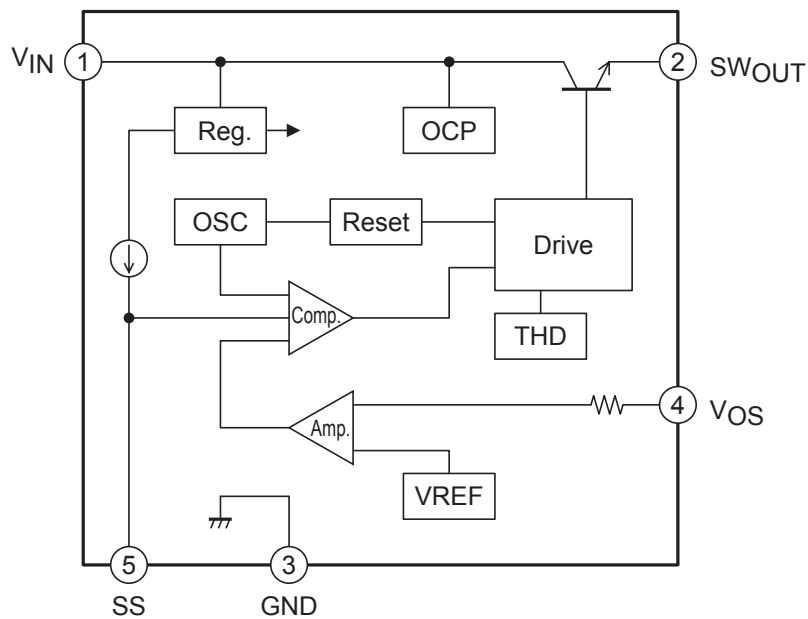 VIN
1
2
SWOUT
Reg.
OCP
OSC
Reset
Drive
Comp.
THD
4
VOS
Amp.
VREF
5
3
SS
GND